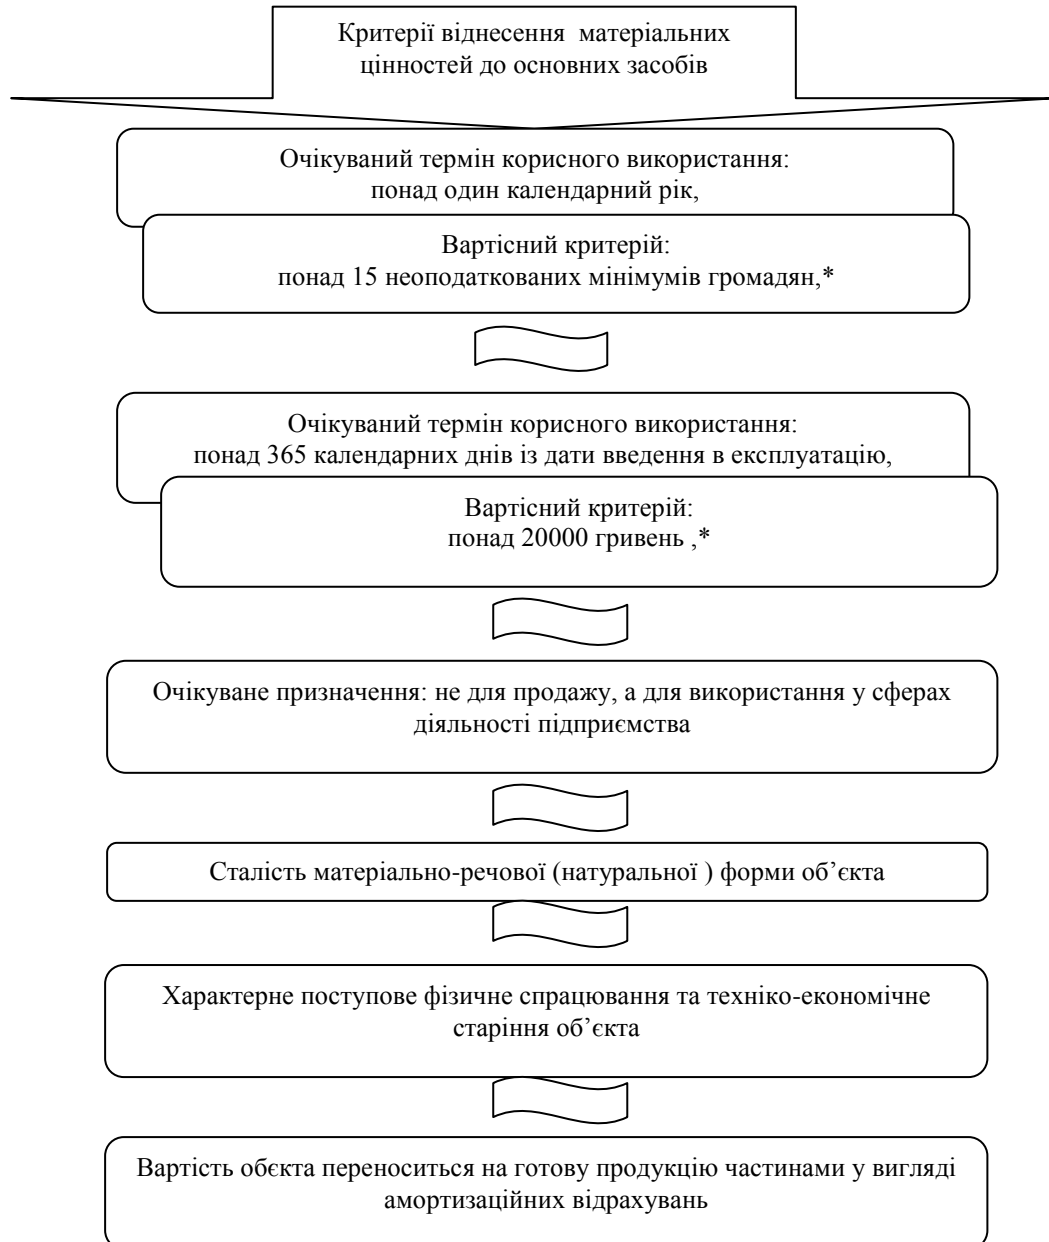 Критерії віднесення матеріальних
цінностей до основних засобів
Очікуваний термін корисного використання:
понад один календарний рік,
Вартісний критерій:
понад 15 неоподаткованих мінімумів громадян,*
Очікуваний термін корисного використання:
понад 365 календарних днів із дати введення в експлуатацію,
Вартісний критерій:
понад 20000 гривень ,*
Очікуване призначення: не для продажу, а для використання у сферах
діяльності підприємства
Сталість матеріально-речової (натуральної ) форми об’єкта
Характерне поступове фізичне спрацювання та техніко-економічне
старіння об’єкта
Вартість обєкта переноситься на готову продукцію частинами у вигляді
амортизаційних відрахувань